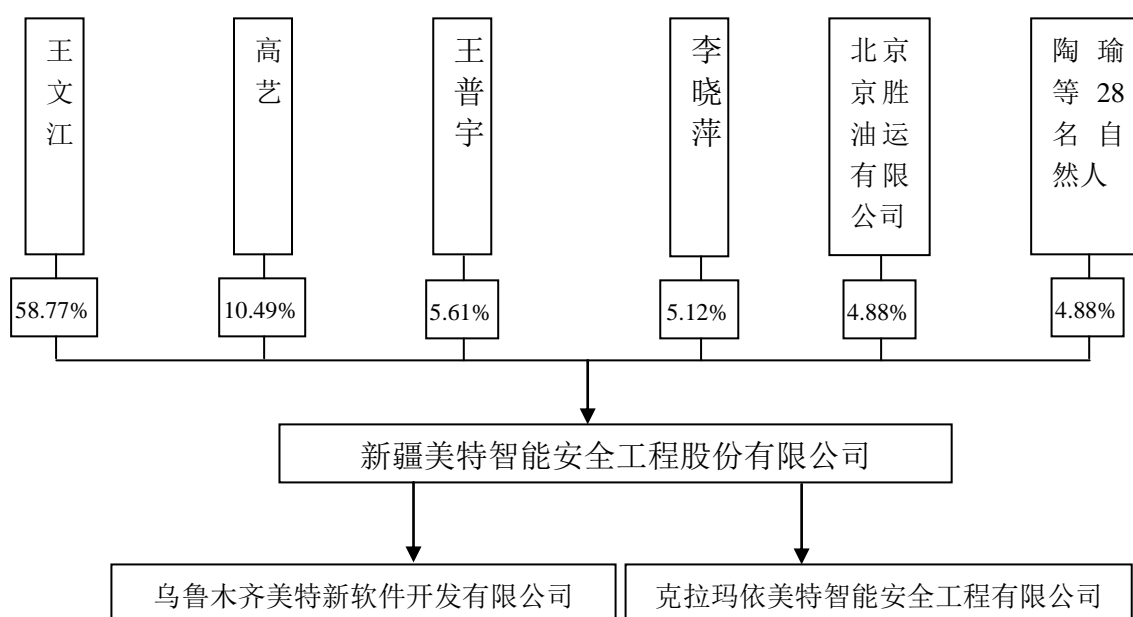 王文江
高艺
王普宇
李晓萍
北京
京胜
油运
有限
公司
陶瑜
等28
名自
然人
58.77%
10.49%
5.61%
5.12%
4.88%
4.88%
新疆美特智能安全工程股份有限公司
乌鲁木齐美特新软件开发有限公司
克拉玛依美特智能安全工程有限公司